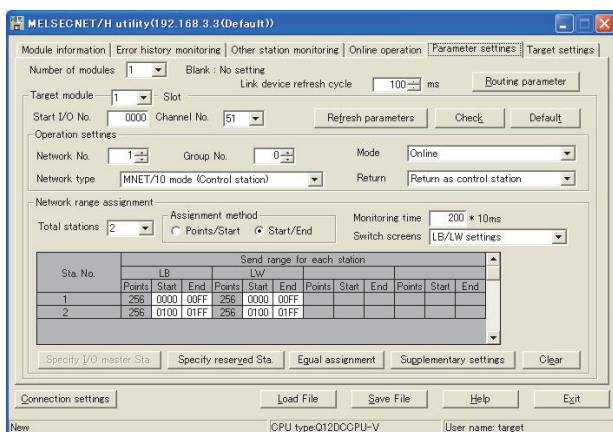 MELSECNET/H utility(192.168.3.3(Default))
Module information Error history monitoring Other station monitoring Online operation Parameter settings Target settings
Number of modules 1 Blank : No setting
Link device refresh cycle 100 ms Routing parameter
Target module 1 Slot
Start I/O No. 0000 Channel No. 51 Refresh parameters Check Default
Operation settings
Network No. 1 Group No. 0 Mode Online
Network type MNET/10 mode (Control station) Return Return as control station
Network range assignment
Total stations 2 Assignment method Points/Start Start/End Monitoring time 200 * 10ms
Switch screens LB/LW settings
Sta. No. Send range for each station
LB LW
Points Start End Points Start End Points Start End Points Start End
1 256 0000 00FF 256 0000 00FF
2 256 0100 01FF 256 0100 01FF
Specify I/O master Sta. Specify reserved Sta. Equal assignment Supplementary settings Clear
Connection settings Load File Save File Help Exit
New CPU type:Q12DCCPU-V User name: target